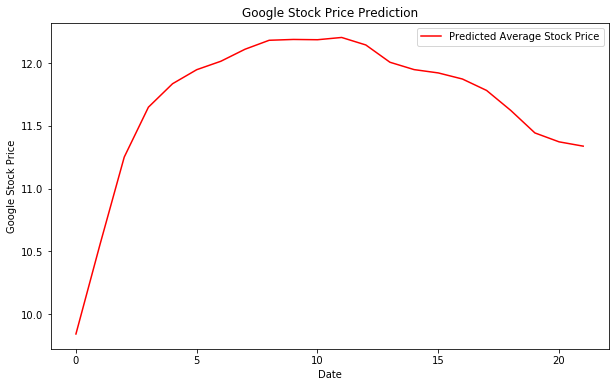 Google Stock Price Prediction
Predicted Average Stock Price
Google Stock Price
12.0
11.5
11.0
10.5
10.0
0
5
10
15
20
Date